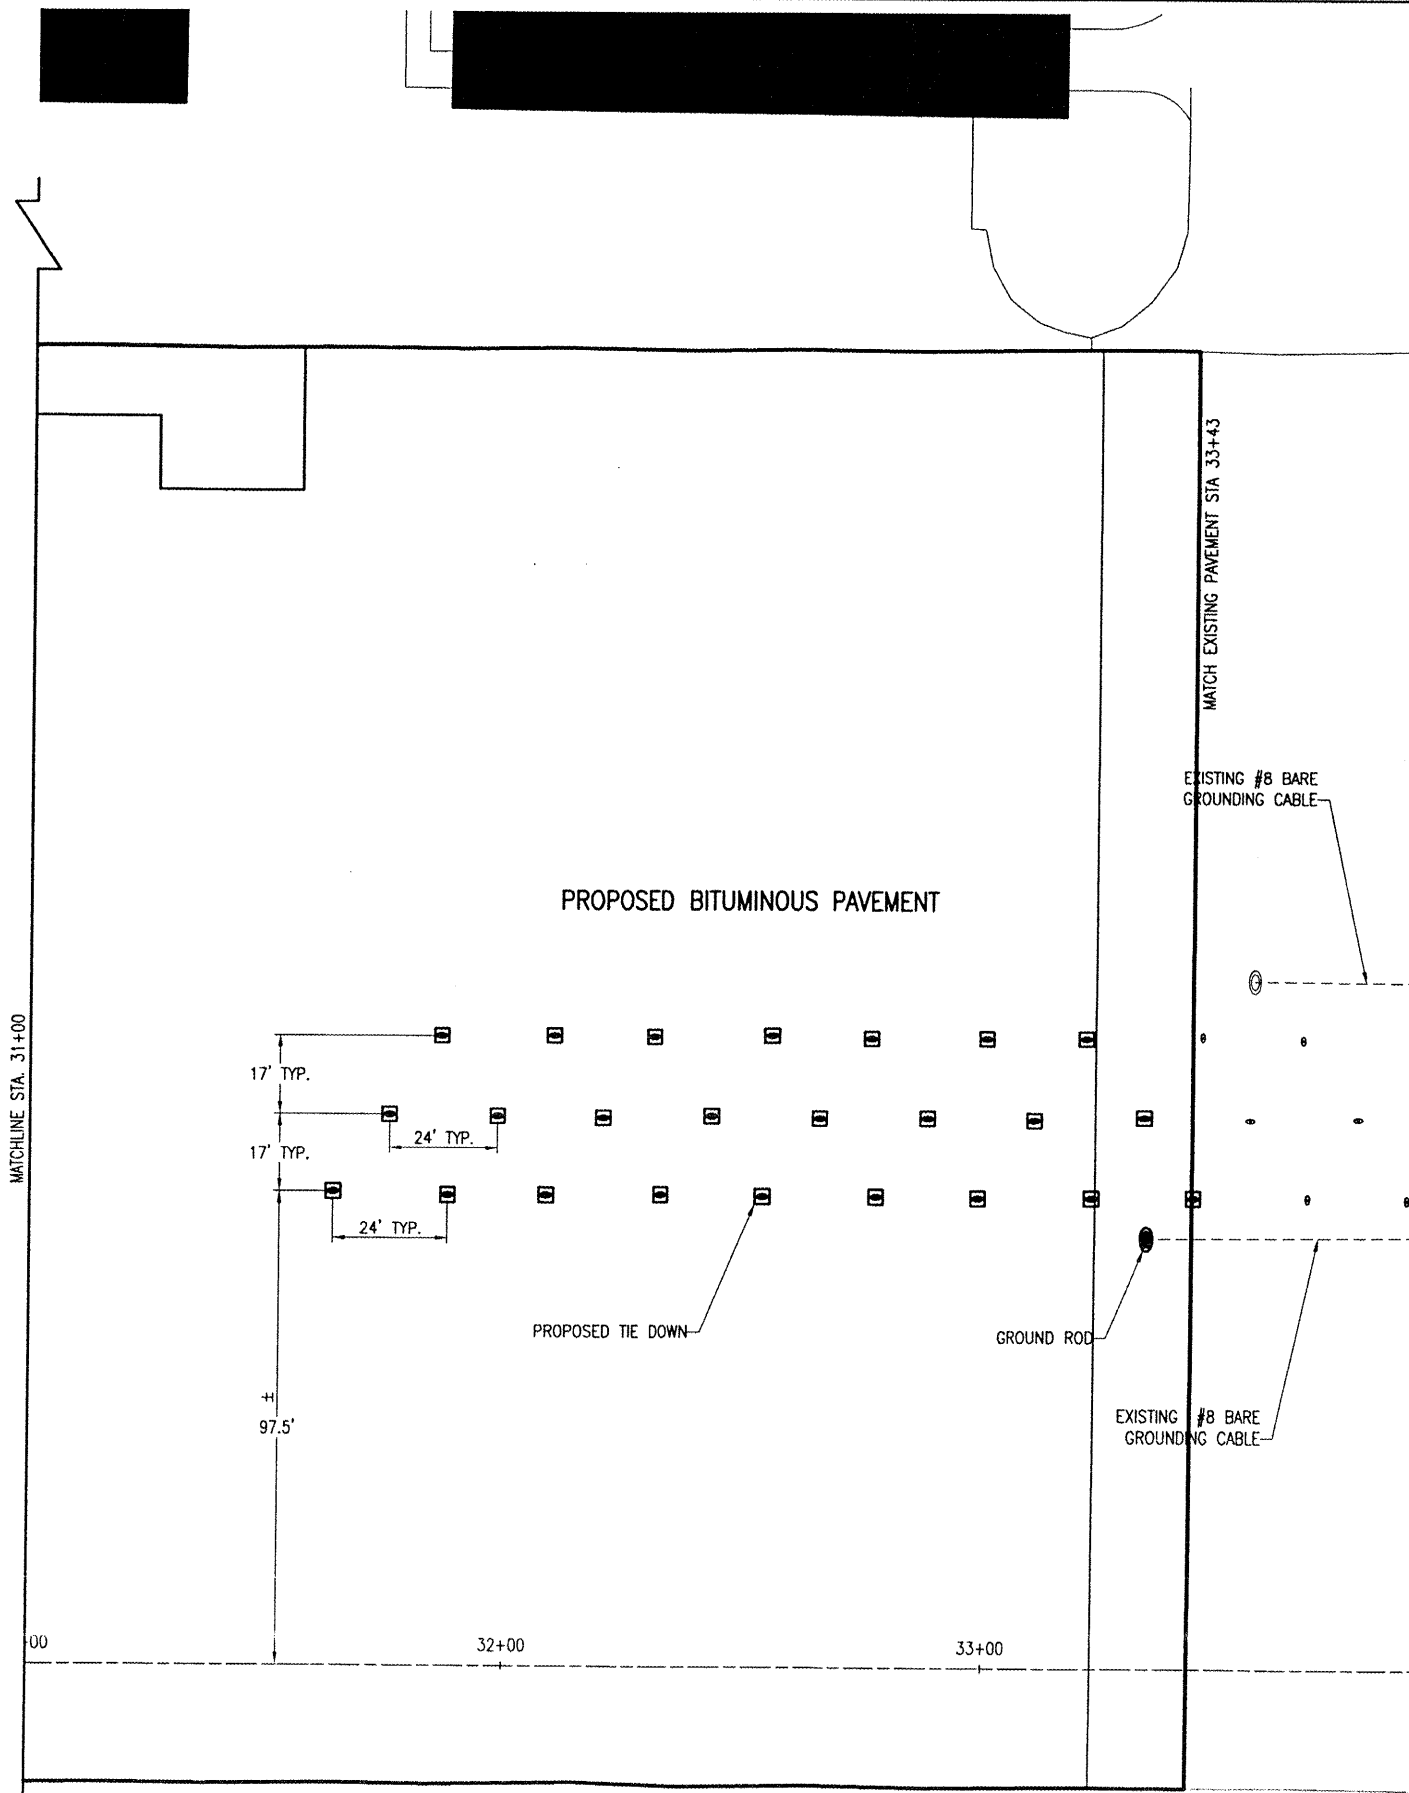 MATCH EXISTING PAVEMENT STA 33+43
EXISTING #8 BARE
GROUNDING CABLE
PROPOSED BITUMINOUS PAVEMENT
MATCHLINE STA. 31+00
17' TYP.
24' TYP.
17' TYP.
24' TYP.
PROPOSED TIE DOWN
GROUND ROD
±
97.5'
EXISTING #8 BARE
GROUNDING CABLE
00
32+00
33+00